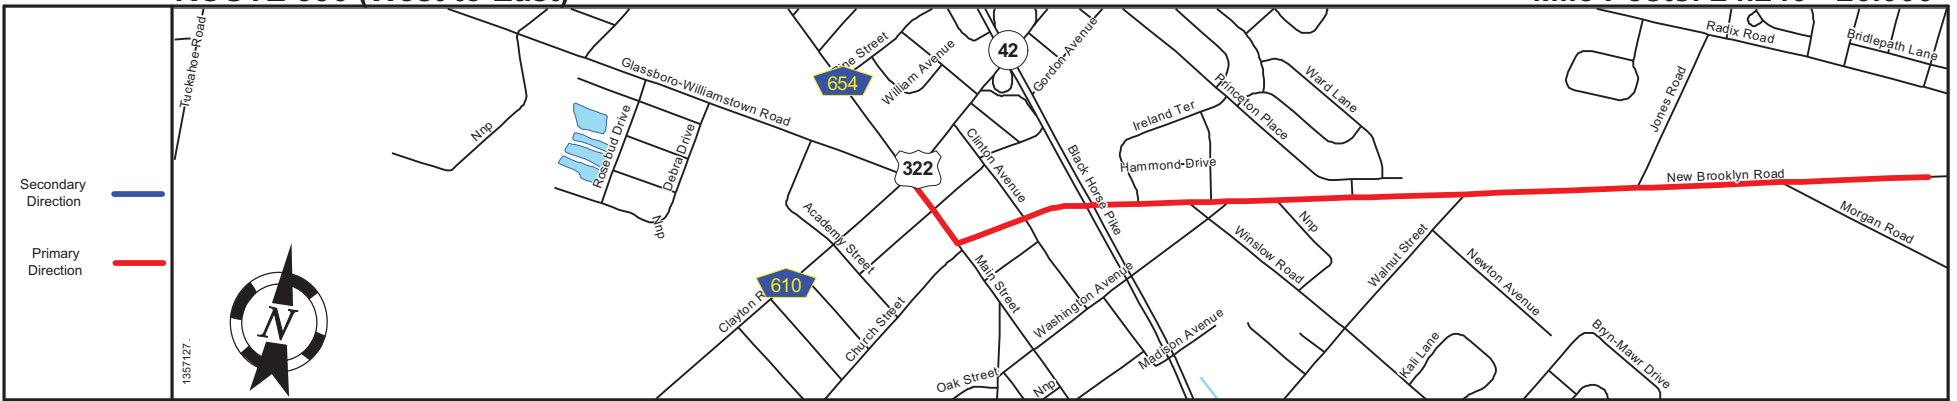 Tuckahoe-Road
Glassboro-Williamstown Road
Nnp
Rosebud Drive
Debra Drive
Nnp
654
Pine Street
William Avenue
42
Gordon-Avenue
Radix Road
Bridlepath Lane
Ward Lane
Princeton Place
Jones Road
Ireland Ter
Hammond-Drive
322
Clinton Avenue
Black Horse Pike
New Brooklyn Road
Morgan Road
Secondary
Direction
Primary
Direction
Academy Street
Main Street
Winslow Road
Nnp
Walnut Street
Newton Avenue
610
Clayton R
Church Street
Washington Avenue
Madison Avenue
N
1357127.
Oak Street
Nnp
Kali Lane
Bryn-Mawr Drive